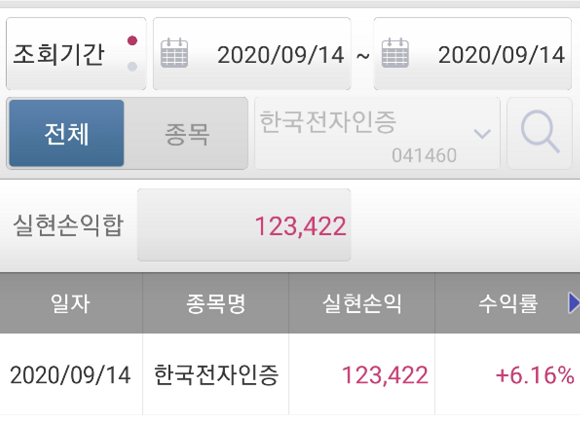 조회기간 2020/09/14 ~ 2020/09/14
전체 종목 한국전자인증
041460
실현손익합 123,422
일자 종목명 실현손익 수익률
2020/09/14 한국전자인증 123,422 +6.16%